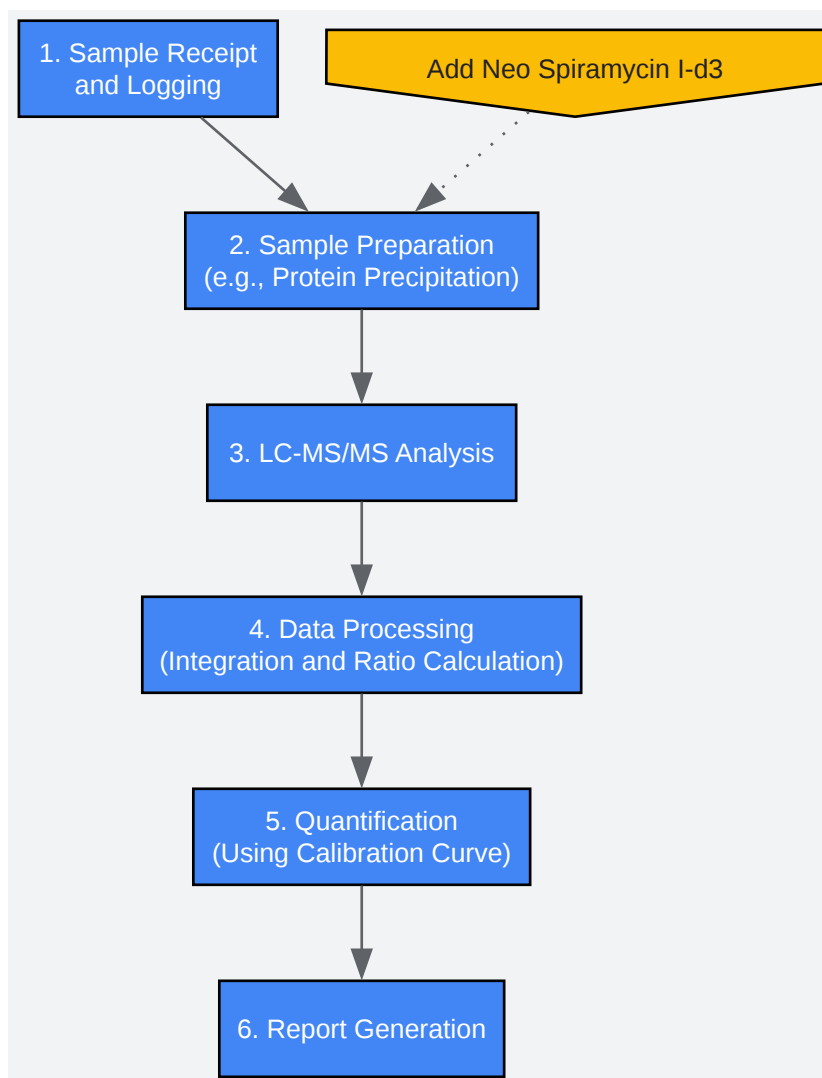 1. Sample Receipt
and Logging
Add Neo Spiramycin I-d3
2. Sample Preparation
(e.g., Protein Precipitation)
3. LC-MS/MS Analysis
4. Data Processing
(Integration and Ratio Calculation)
5. Quantification
(Using Calibration Curve)
6. Report Generation